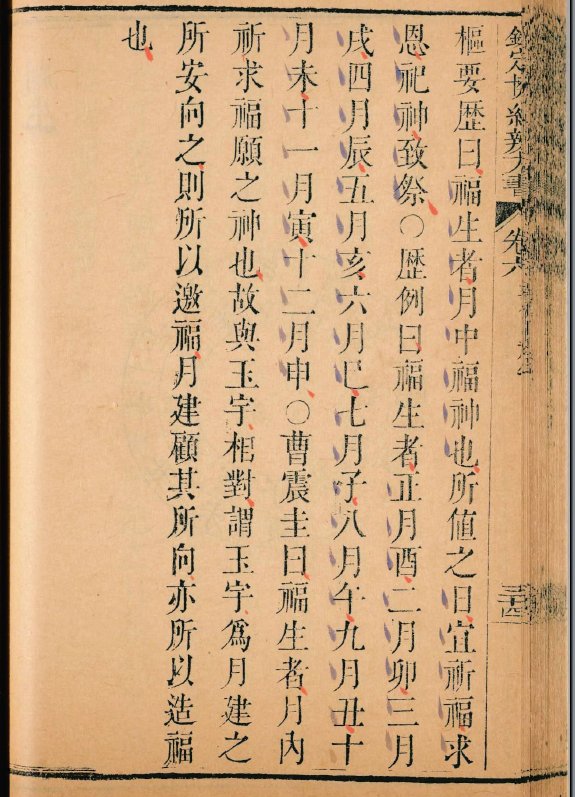 欽定協紀辨方書
卷六
三十四
樞要歷曰福生者月中福神也所值之日宜祈福求
恩祀神致祭○歷例曰福生者正月酉二月卯三月
戌四月辰五月亥六月巳七月子八月午九月丑十
月未十一月寅十二月申○曹震圭曰福生者月內
祈求福願之神也故與玉宇相對謂玉宇為月建之
所安向之則所以邀福月建顧其所向亦所以造福
也